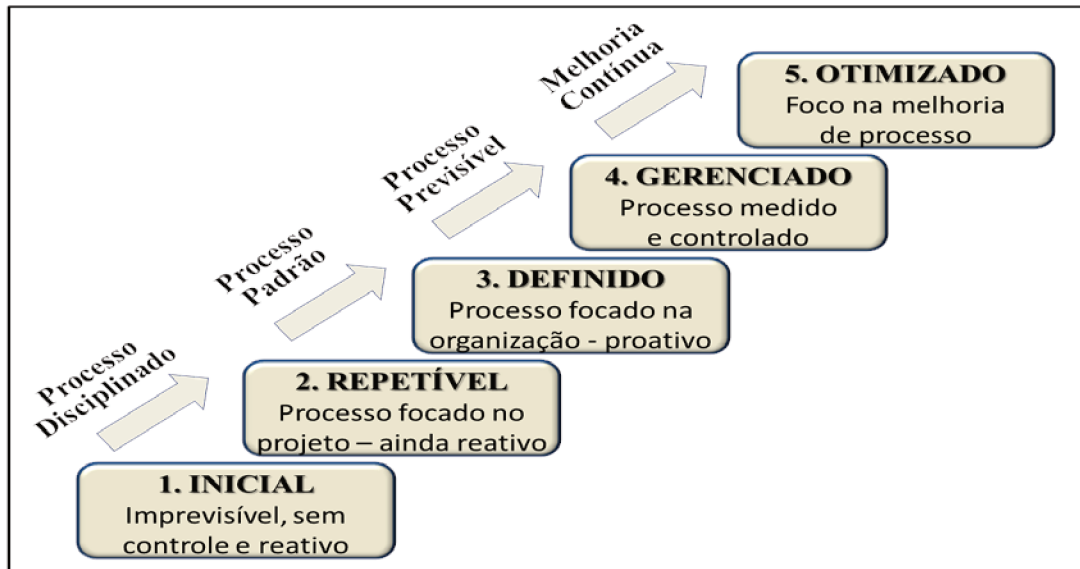 Melhoria
Contínua
5. OTIMIZADO
Foco na melhoria
de processo
Processo
Previsível
4. GERENCIADO
Processo medido
e controlado
Processo
Padrão
3. DEFINIDO
Processo focado na
organização - proativo
Processo
Disciplinado
2. REPETÍVEL
Processo focado no
projeto – ainda reativo
1. INICIAL
Imprevisível, sem
controle e reativo